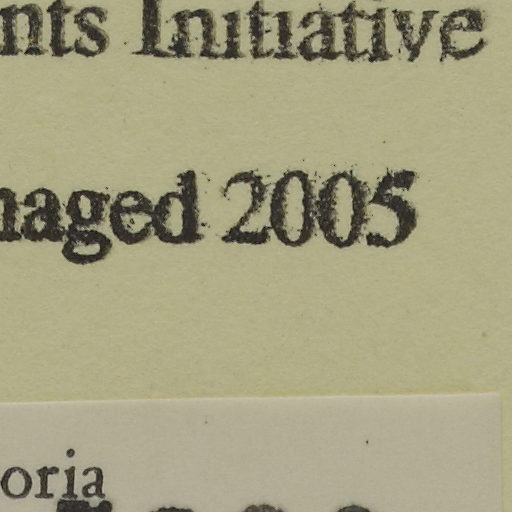 nts Initiative
naged 2005
oria